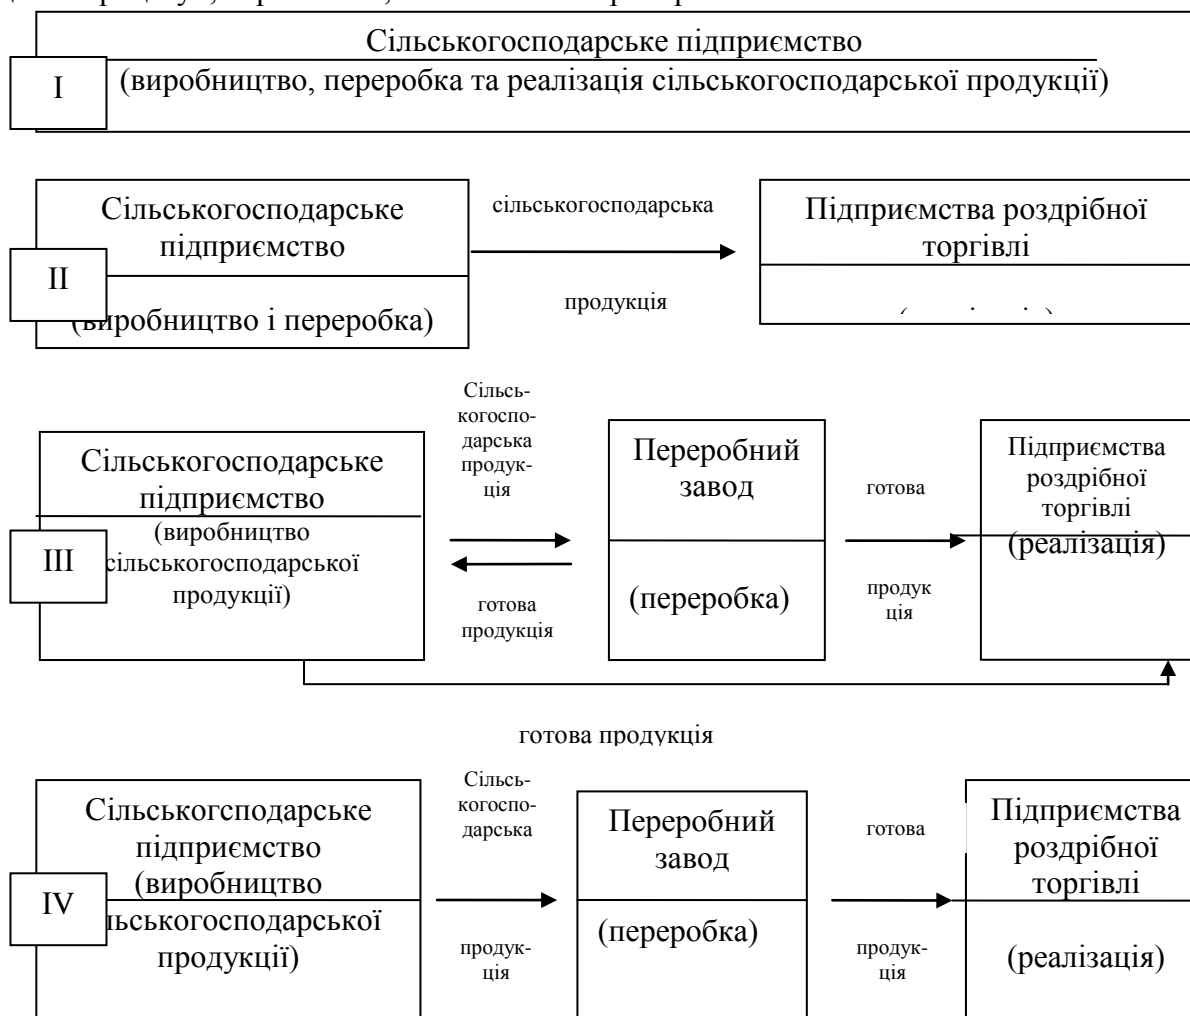 Сільськогосподарське підприємство
І
(виробництво, переробка та реалізація сільськогосподарської продукції)
Сільськогосподарське
підприємство
ІІ
(виробництво і переробка)
сільськогосподарська
продукція
Підприємства роздрібної
торгівлі
Сільськогосподарське
підприємство
ІІІ
(виробництво
сільськогосподарської
продукції)
Сільсь-
когоспо-
дарська
продук-
ція
готова
продукція
Переробний
завод
(переробка)
готова
продук
ція
Підприємства
роздрібної
торгівлі
(реалізація)
готова продукція
Сільськогсподарське
підприємство
(виробництво
IV
льськогосподарської
продукції)
Сільсь-
когоспо-
дарська
продук-
ція
Переробний
завод
(переробка)
готова
продук-
ція
Підприємства
роздрібної
торгівлі
(реалізація)